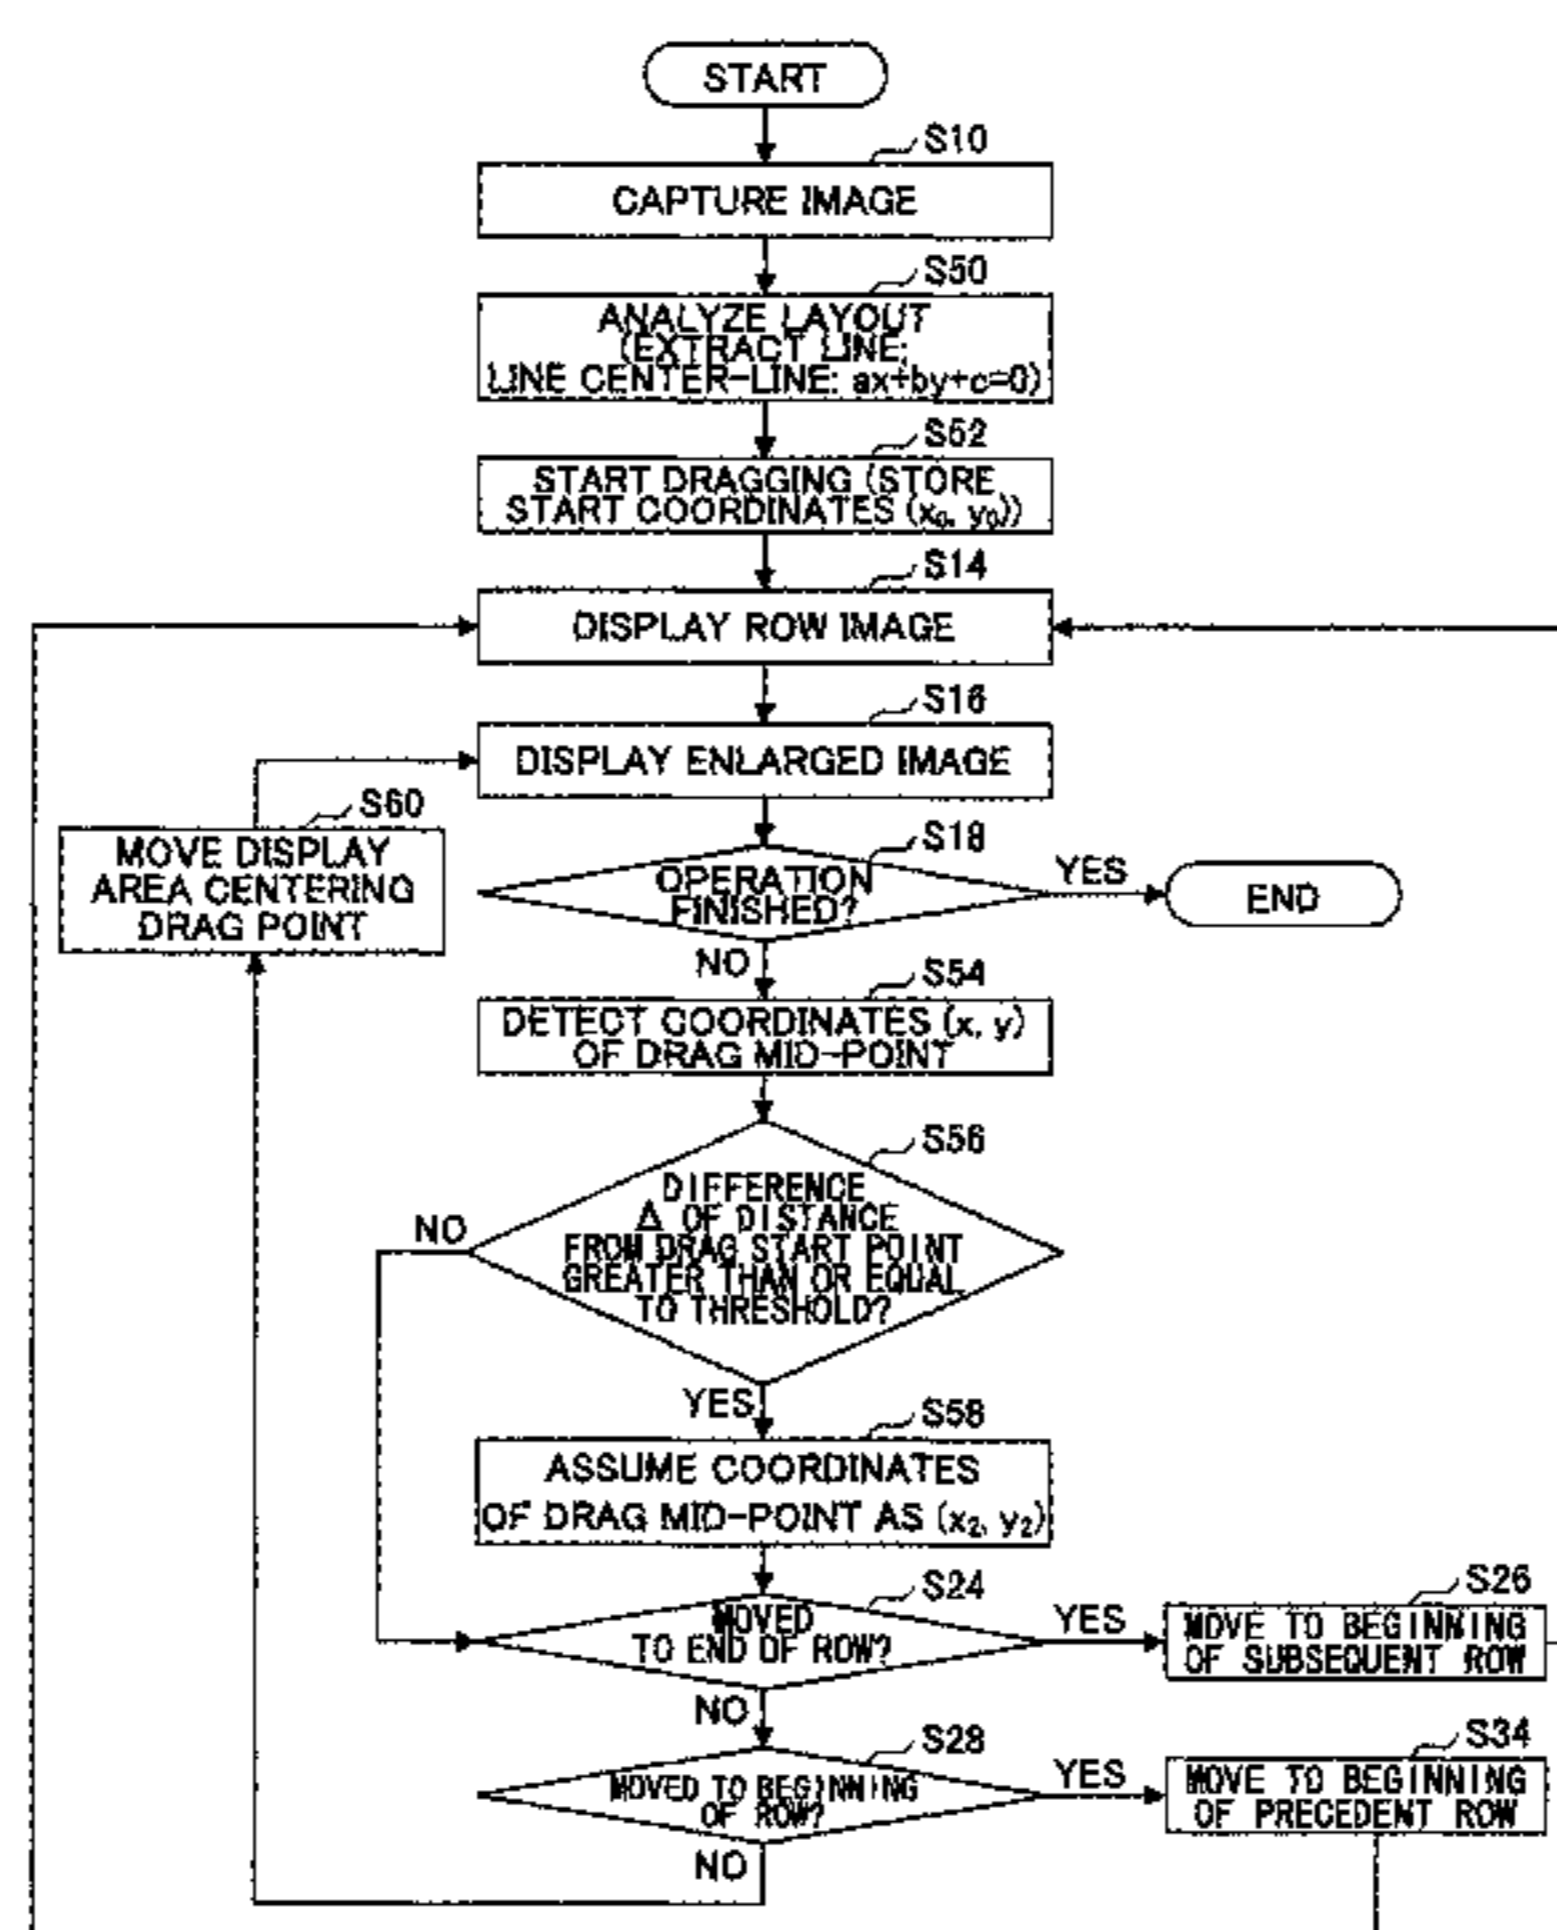 START
S10
CAPTURE IMAGE
S50
ANALYZE LAYOUT
(EXTRACT LINE;
LINE CENTER-LINE: ax+by+c=0)
S52
START DRAGGING (STORE
START COORDINATES (x₀, y₀))
S14
DISPLAY ROW IMAGE
S16
DISPLAY ENLARGED IMAGE
S60
MOVE DISPLAY
AREA CENTERING
DRAG POINT
S18
OPERATION
FINISHED?
YES
END
NO
S54
DETECT COORDINATES (x, y)
OF DRAG MID-POINT
S56
DIFFERENCE
Δ OF DISTANCE
FROM DRAG START POINT
GREATER THAN OR EQUAL
TO THRESHOLD?
NO
YES
S58
ASSUME COORDINATES
OF DRAG MID-POINT AS (x₂, y₂)
S24
MOVED
TO END OF ROW?
YES
S26
MOVE TO BEGINNING
OF SUBSEQUENT ROW
NO
S28
MOVED TO BEGINNING
OF ROW?
YES
S34
MOVE TO BEGINNING
OF PRECEDENT ROW
NO